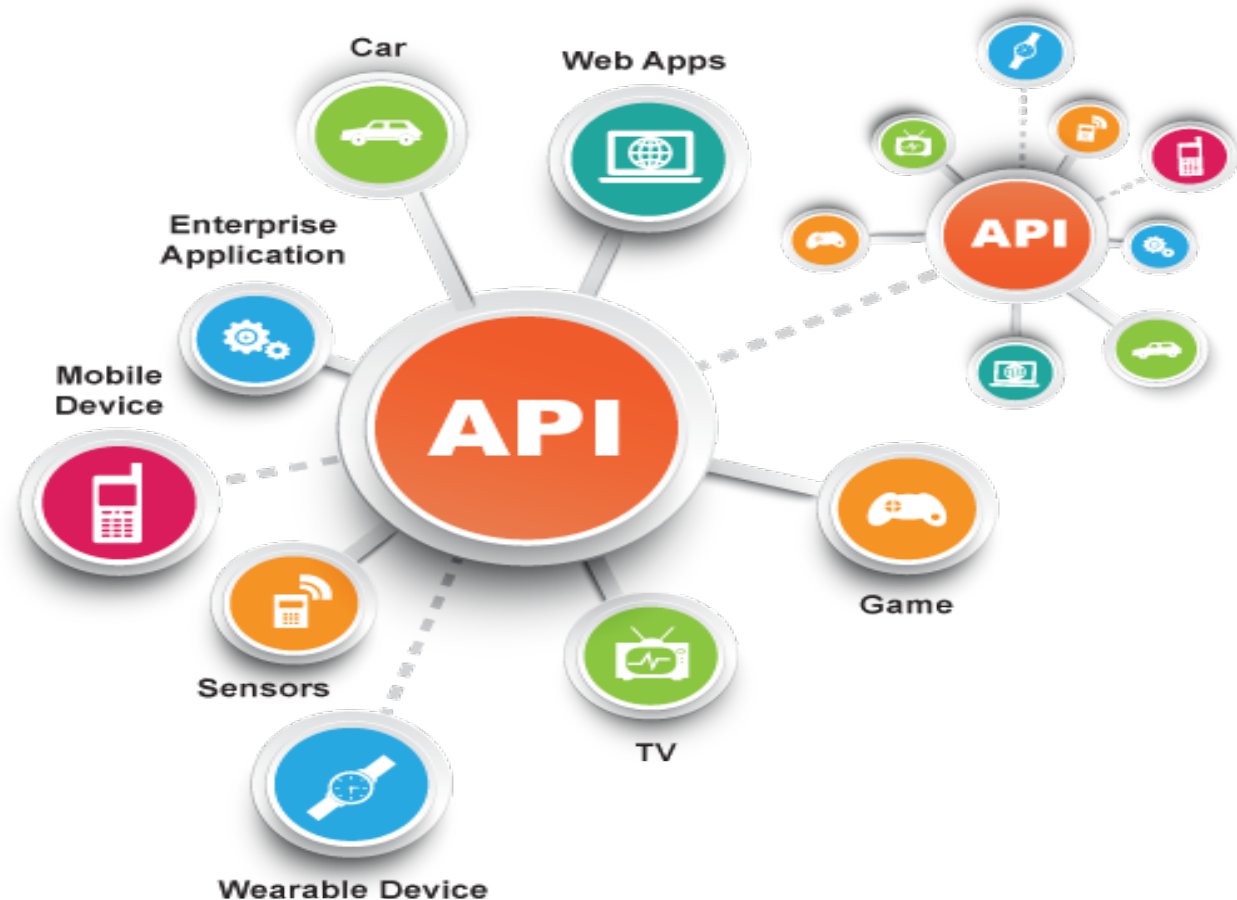 Car
Web Apps
Enterprise
Application
API
Mobile
Device
API
Game
Sensors
TV
Wearable Device